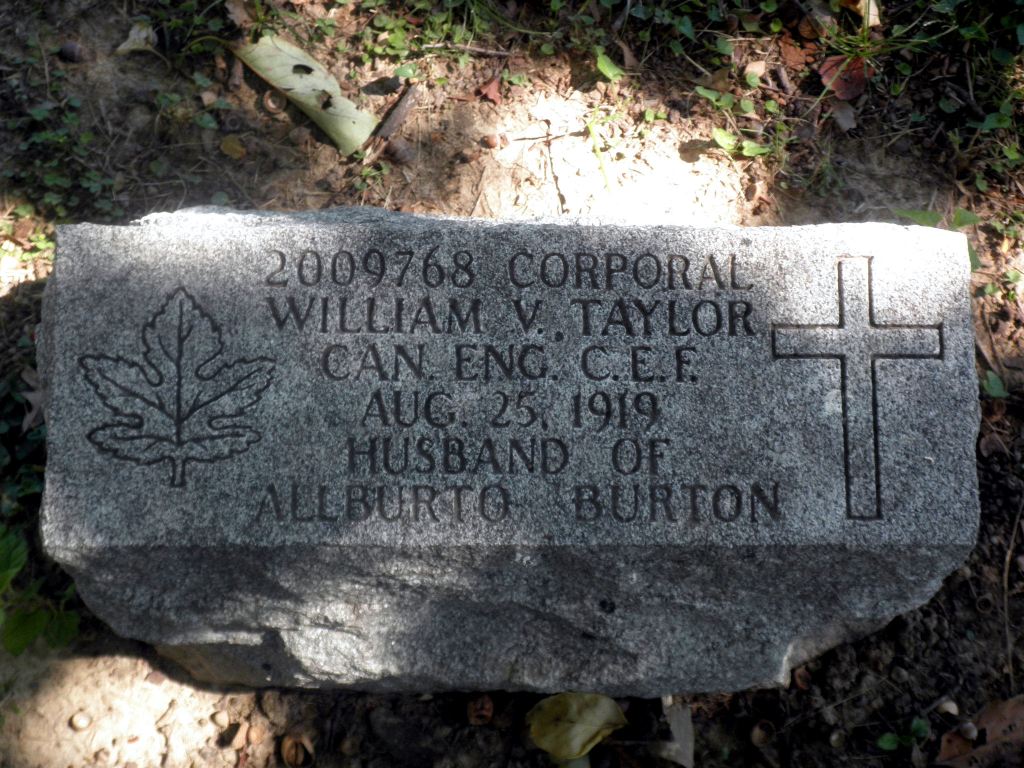 2009768 CORPORAL
WILLIAM V. TAYLOR
CAN. ENG. C.E.F.
AUG. 25, 1919
HUSBAND OF
ALLBURTO BURTON